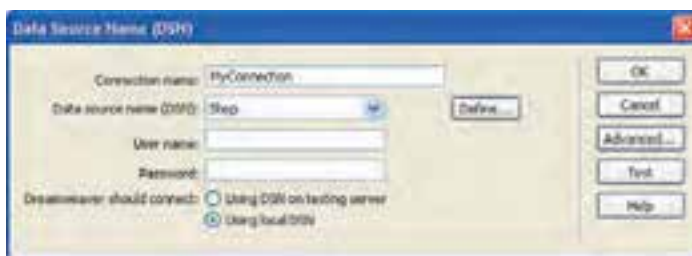 Data Source Name (DSN)
Connection name: MyConnection
OK
Data source name (DSN): Shop
Define...
Cancel
User name:
Advanced...
Password:
Test
Dreamweaver should connect: Using DSN on testing server
Using local DSN
Help